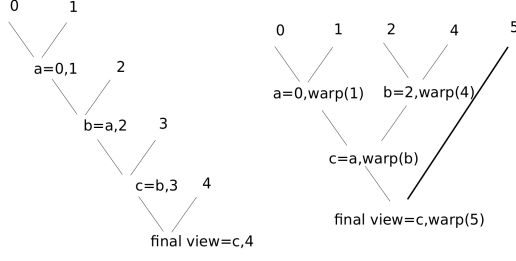 0 1
a=0,1 2
b=a,2 3
c=b,3 4
final view=c,4
0 1 2 4 5
a=0,warp(1) b=2,warp(4)
c=a,warp(b)
final view=c,warp(5)